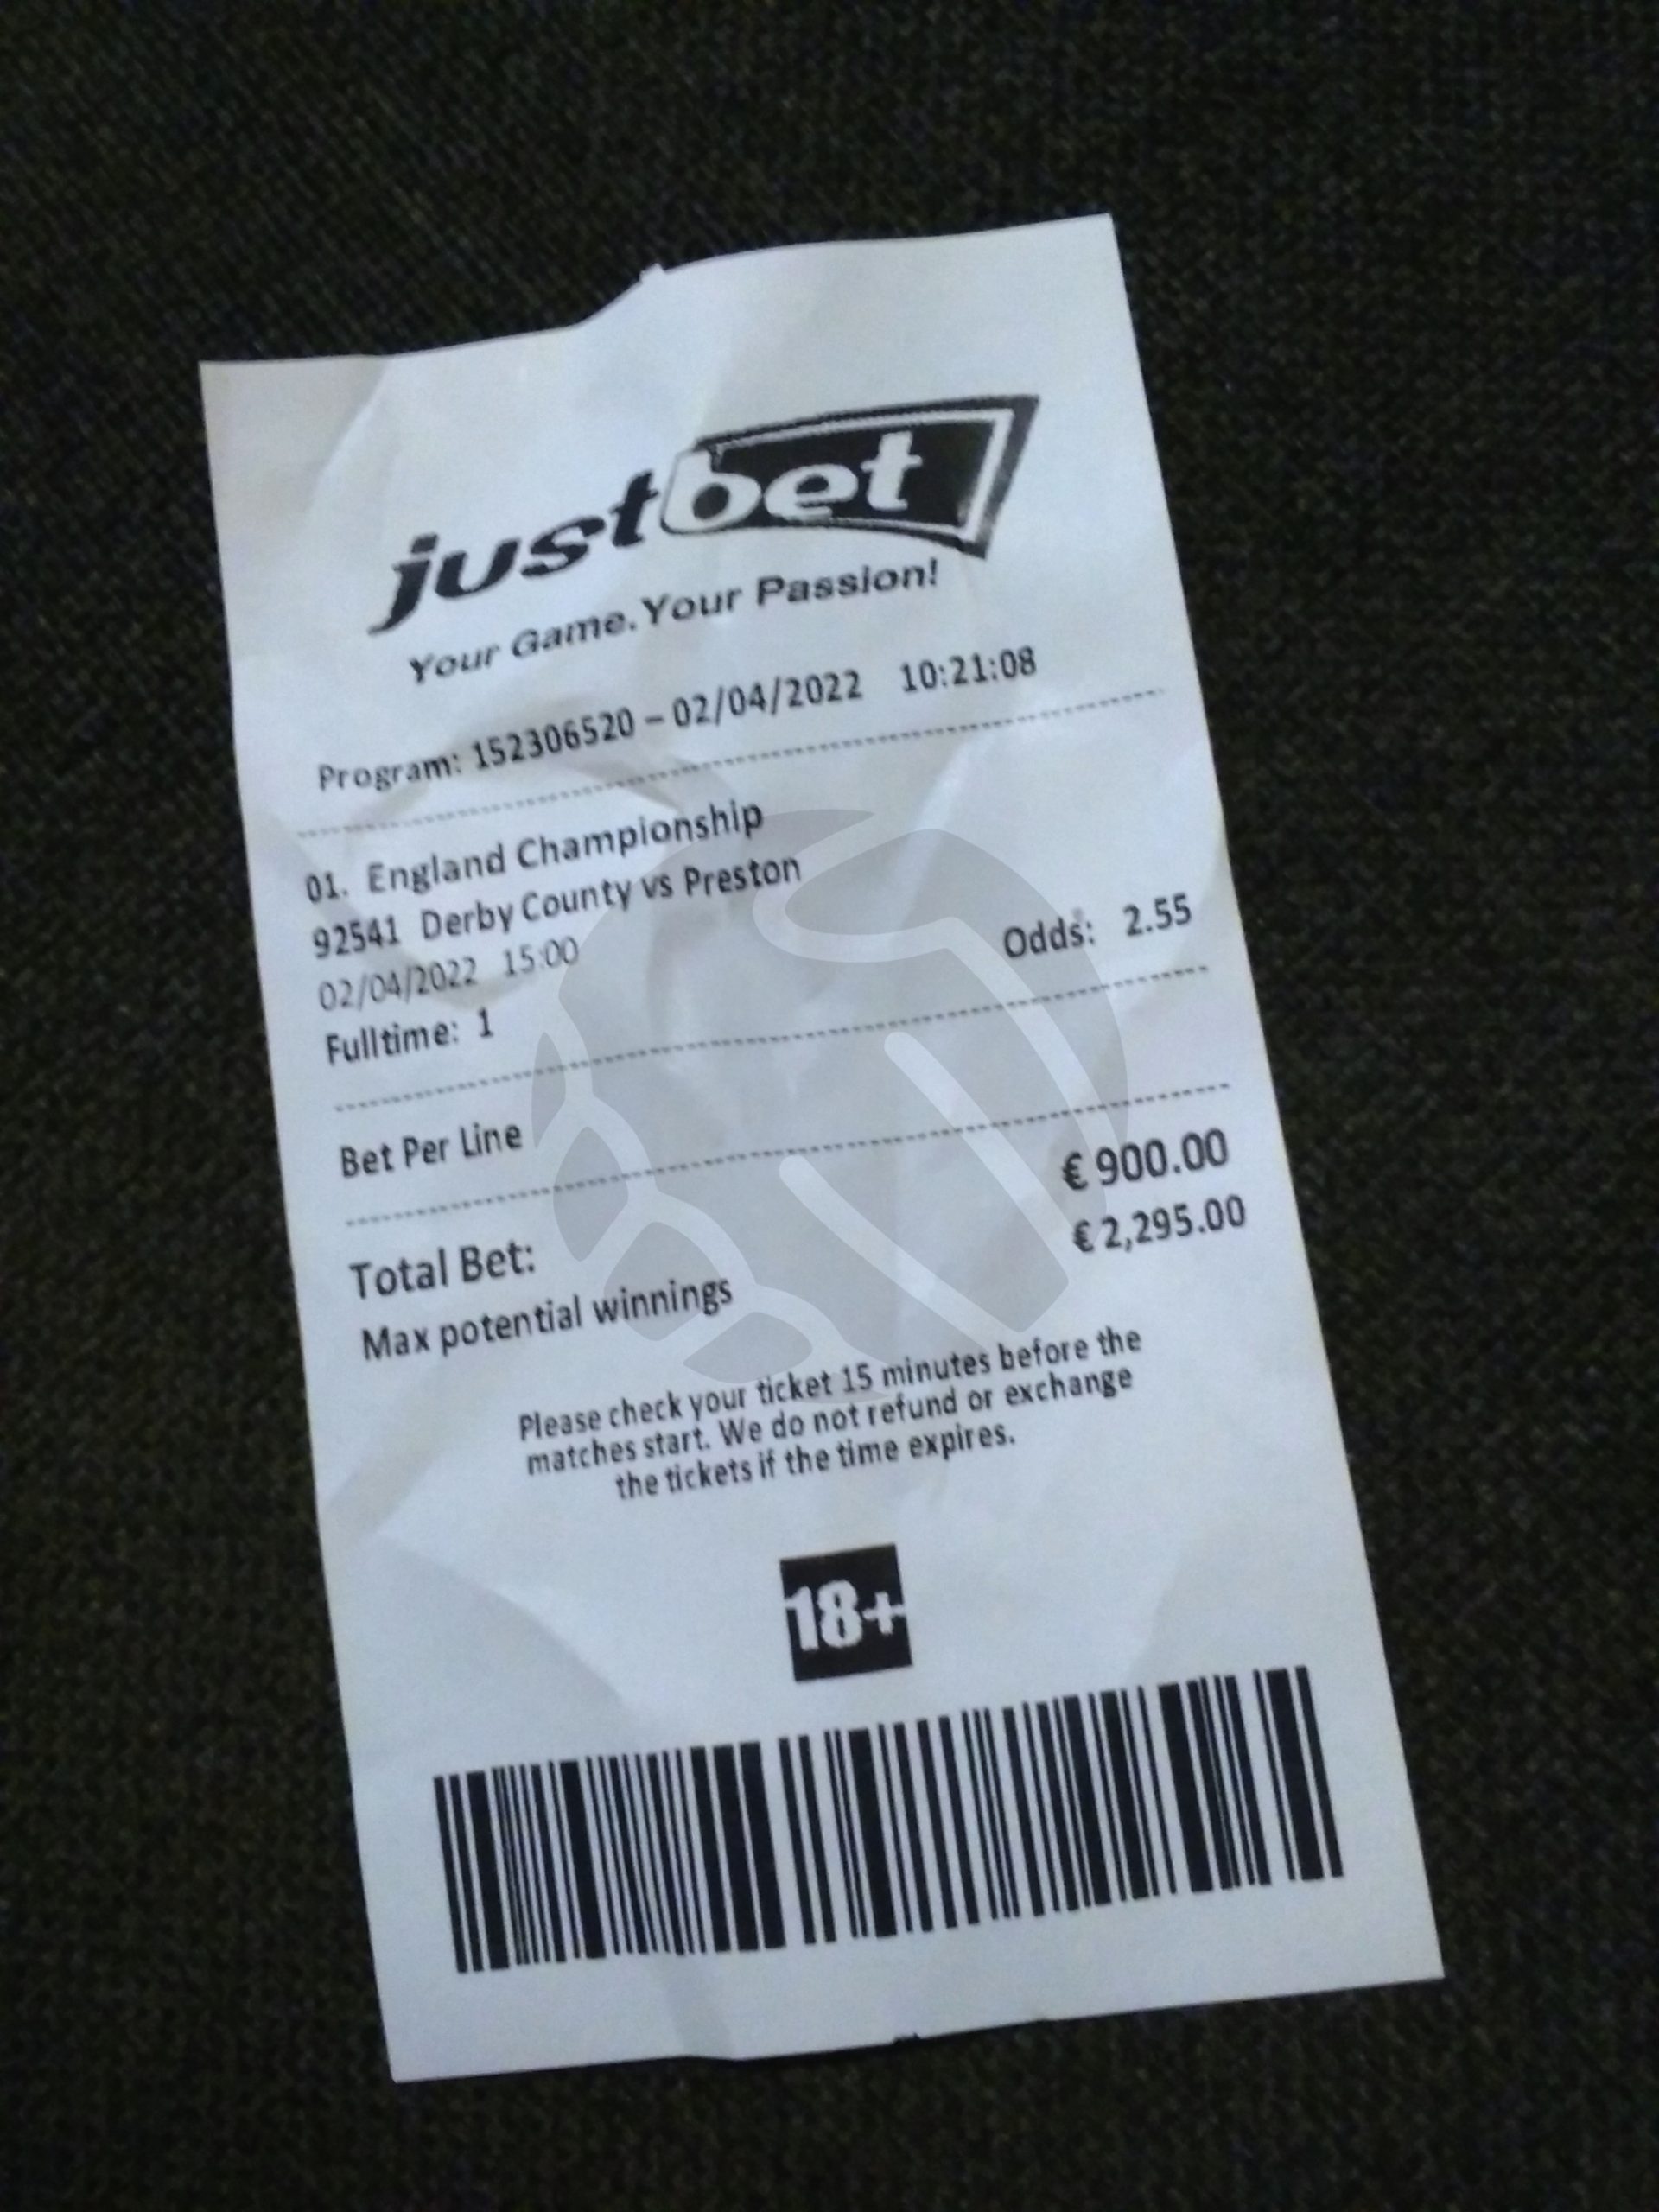 justbet
Your Game. Your Passion!
Program: 152306520 – 02/04/2022 10:21:08
01. England Championship
92541 Derby County vs Preston
02/04/2022 15:00
Fulltime: 1 Odds: 2.55
Bet Per Line
Total Bet: € 900.00
Max potential winnings € 2,295.00
Please check your ticket 15 minutes before the
matches start. We do not refund or exchange
the tickets if the time expires.
18+